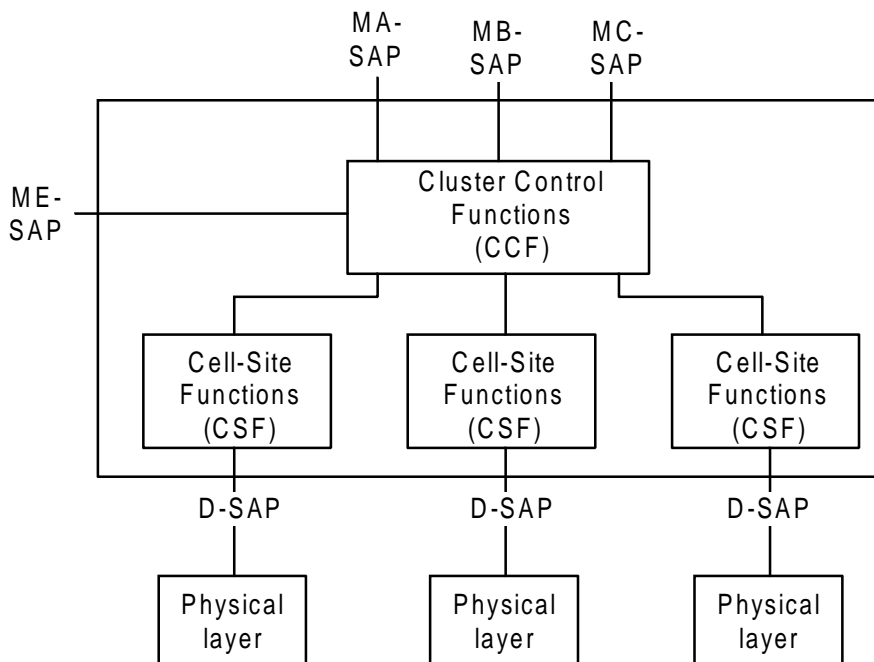 MA-
SAP
MB-
SAP
MC-
SAP
ME-
SAP
Cluster Control
Functions
(CCF)
Cell-Site
Functions
(CSF)
Cell-Site
Functions
(CSF)
Cell-Site
Functions
(CSF)
D-SAP
D-SAP
D-SAP
Physical
layer
Physical
layer
Physical
layer